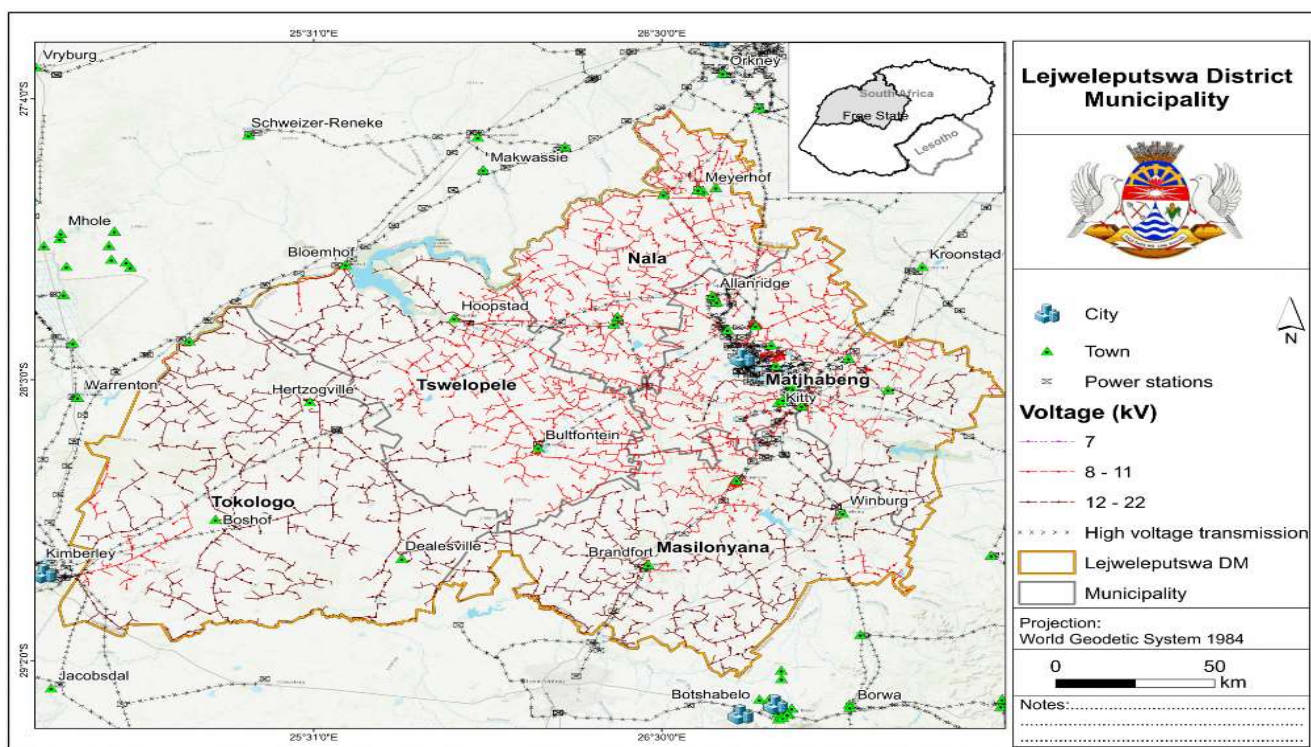 25°31'0"E
26°30'0"E
Vryburg
Orkney
27°4'0"S
Schweizer-Reneke
Makwassie
Meyerhof
Mhole
Bloemhof
Nala
Kroonstad
Allanridge
Hoopstad
28°3'0"S
Warrenton
Hertzogville
Tswelopele
Matjhabeng
Kitty
Bultfontein
Tokologo
Boshof
Winburg
Kimberley
Dealesville
Brandfort
Masilonyana
29°2'0"S
Jacobsdal
Botshabelo
Borwa
25°31'0"E
26°30'0"E
South Africa
Free State
Lesotho
Lejweleputswa District
Municipality
City
Town
N
Power stations
Voltage (kV)
7
8 - 11
12 - 22
High voltage transmission
Lejweleputswa DM
Municipality
Projection:
World Geodetic System 1984
0 50
km
Notes: